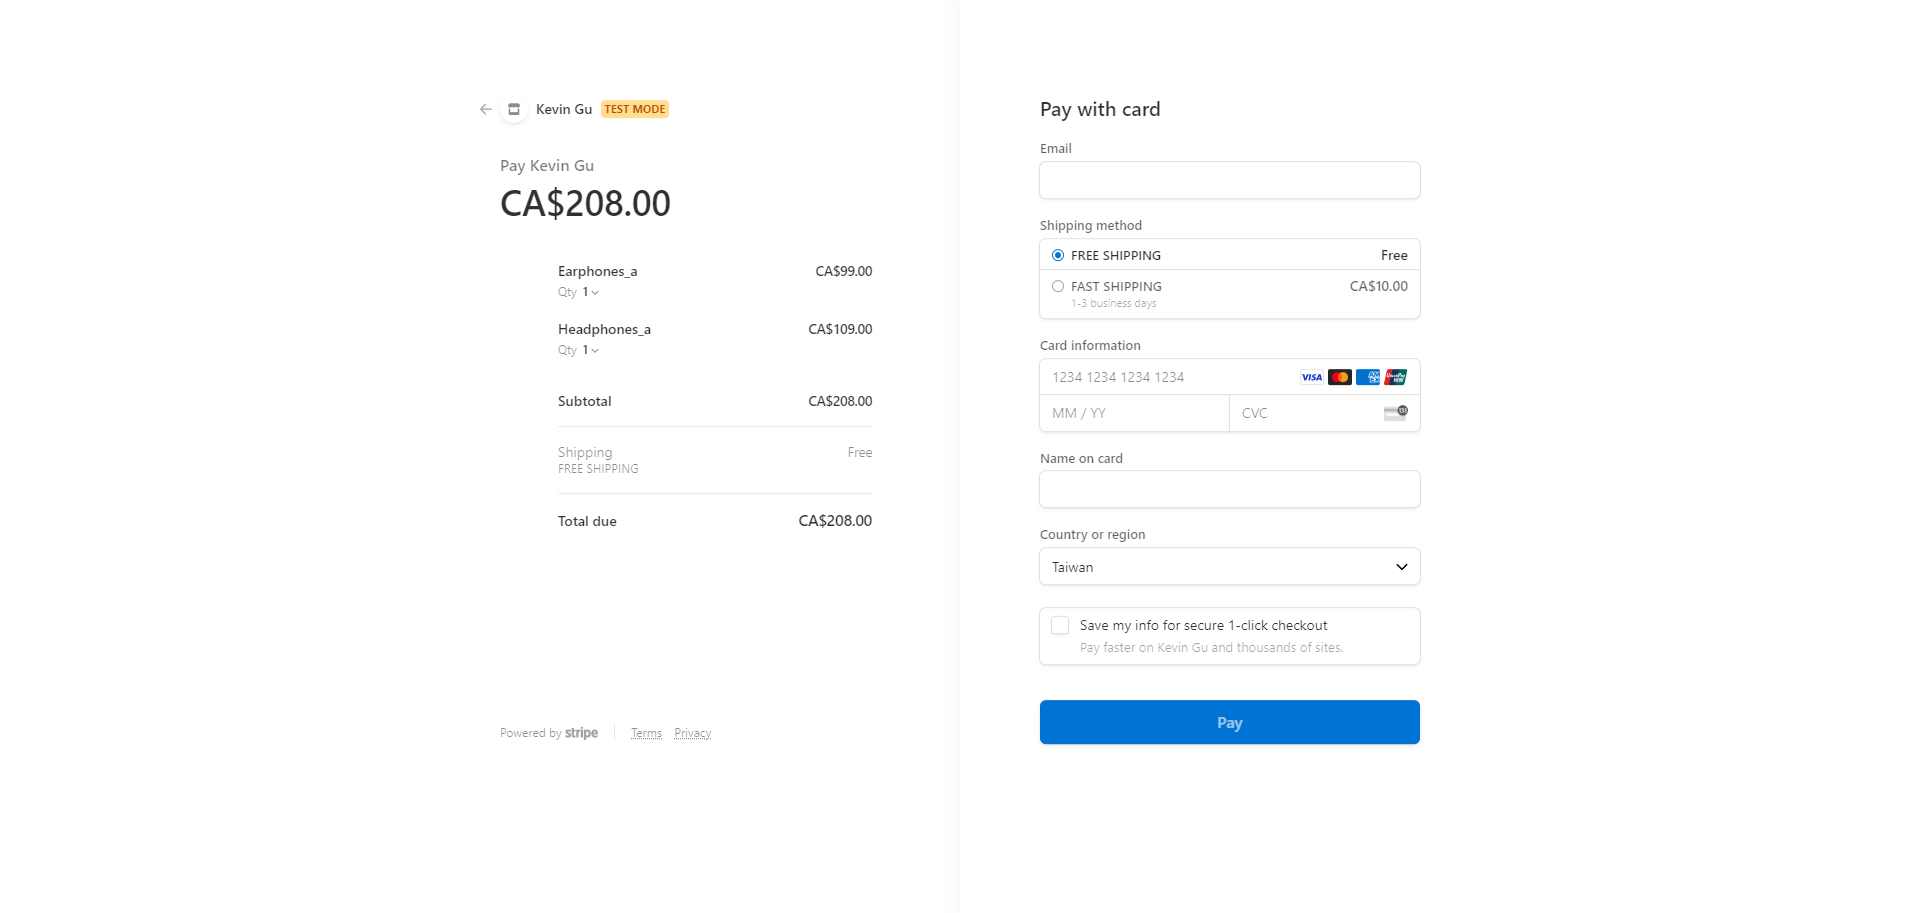 Kevin Gu TEST MODE
Pay Kevin Gu
CA$208.00
Earphones_a CA$99.00
Qty 1
Headphones_a CA$109.00
Qty 1
Subtotal CA$208.00
Shipping Free
FREE SHIPPING
Total due CA$208.00
Powered by stripe Terms Privacy
Pay with card
Email
Shipping method
FREE SHIPPING Free
FAST SHIPPING CA$10.00
1-3 business days
Card information
1234 1234 1234 1234 VISA AM EX UnionPay
MM / YY CVC 135
Name on card
Country or region
Taiwan
Save my info for secure 1-click checkout
Pay faster on Kevin Gu and thousands of sites.
Pay